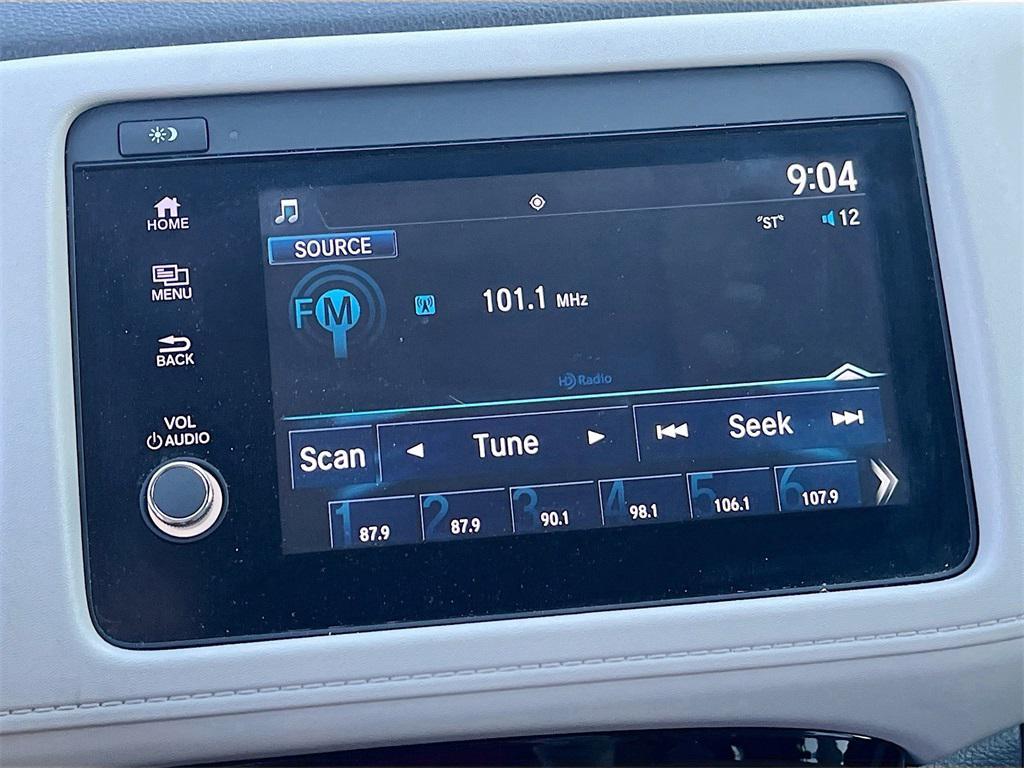 9:04
HOME
SOURCE
"ST"
12
MENU
FM
101.1 MHz
BACK
HD Radio
VOL
AUDIO
Scan
Tune
Seek
1 87.9
2 87.9
3 90.1
4 98.1
5 106.1
6 107.9